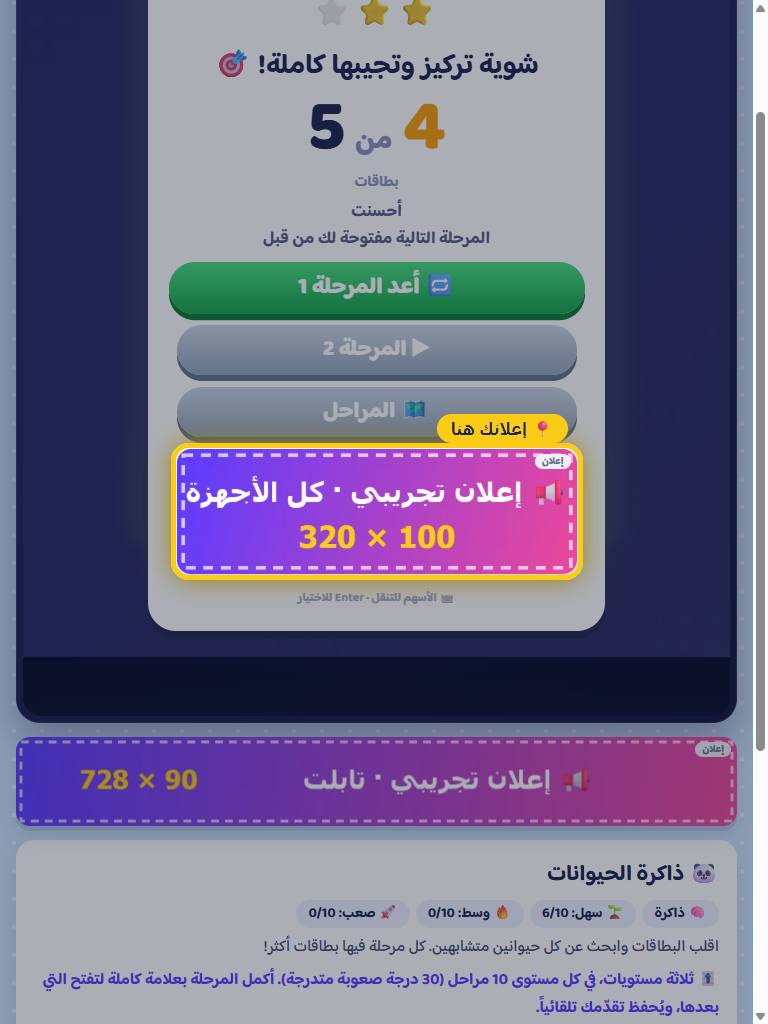 شوية تركيز وتجيبها كاملة! 🎯
4 من 5
بطاقات
أحسنت
المرحلة التالية مفتوحة لك من قبل
🔁 أعد المرحلة 1
▶ المرحلة 2
🗺️ المراحل
📍 إعلانك هنا
إعلان
📢 إعلان تجريبي · كل الأجهزة
320 × 100
⌨️ الأسهم للتنقل · Enter للاختيار
إعلان
📢 إعلان تجريبي · تابلت 728 × 90
🐼 ذاكرة الحيوانات
🧠 ذاكرة 🌱 سهل: 6/10 🔥 وسط: 0/10 🚀 صعب: 0/10
اقلب البطاقات وابحث عن كل حيوانين متشابهين. كل مرحلة فيها بطاقات أكثر!
🎚️ ثلاثة مستويات، في كل مستوى 10 مراحل (30 درجة صعوبة متدرجة). أكمل المرحلة بعلامة كاملة لتفتح التي
بعدها، ويُحفظ تقدّمك تلقائياً.